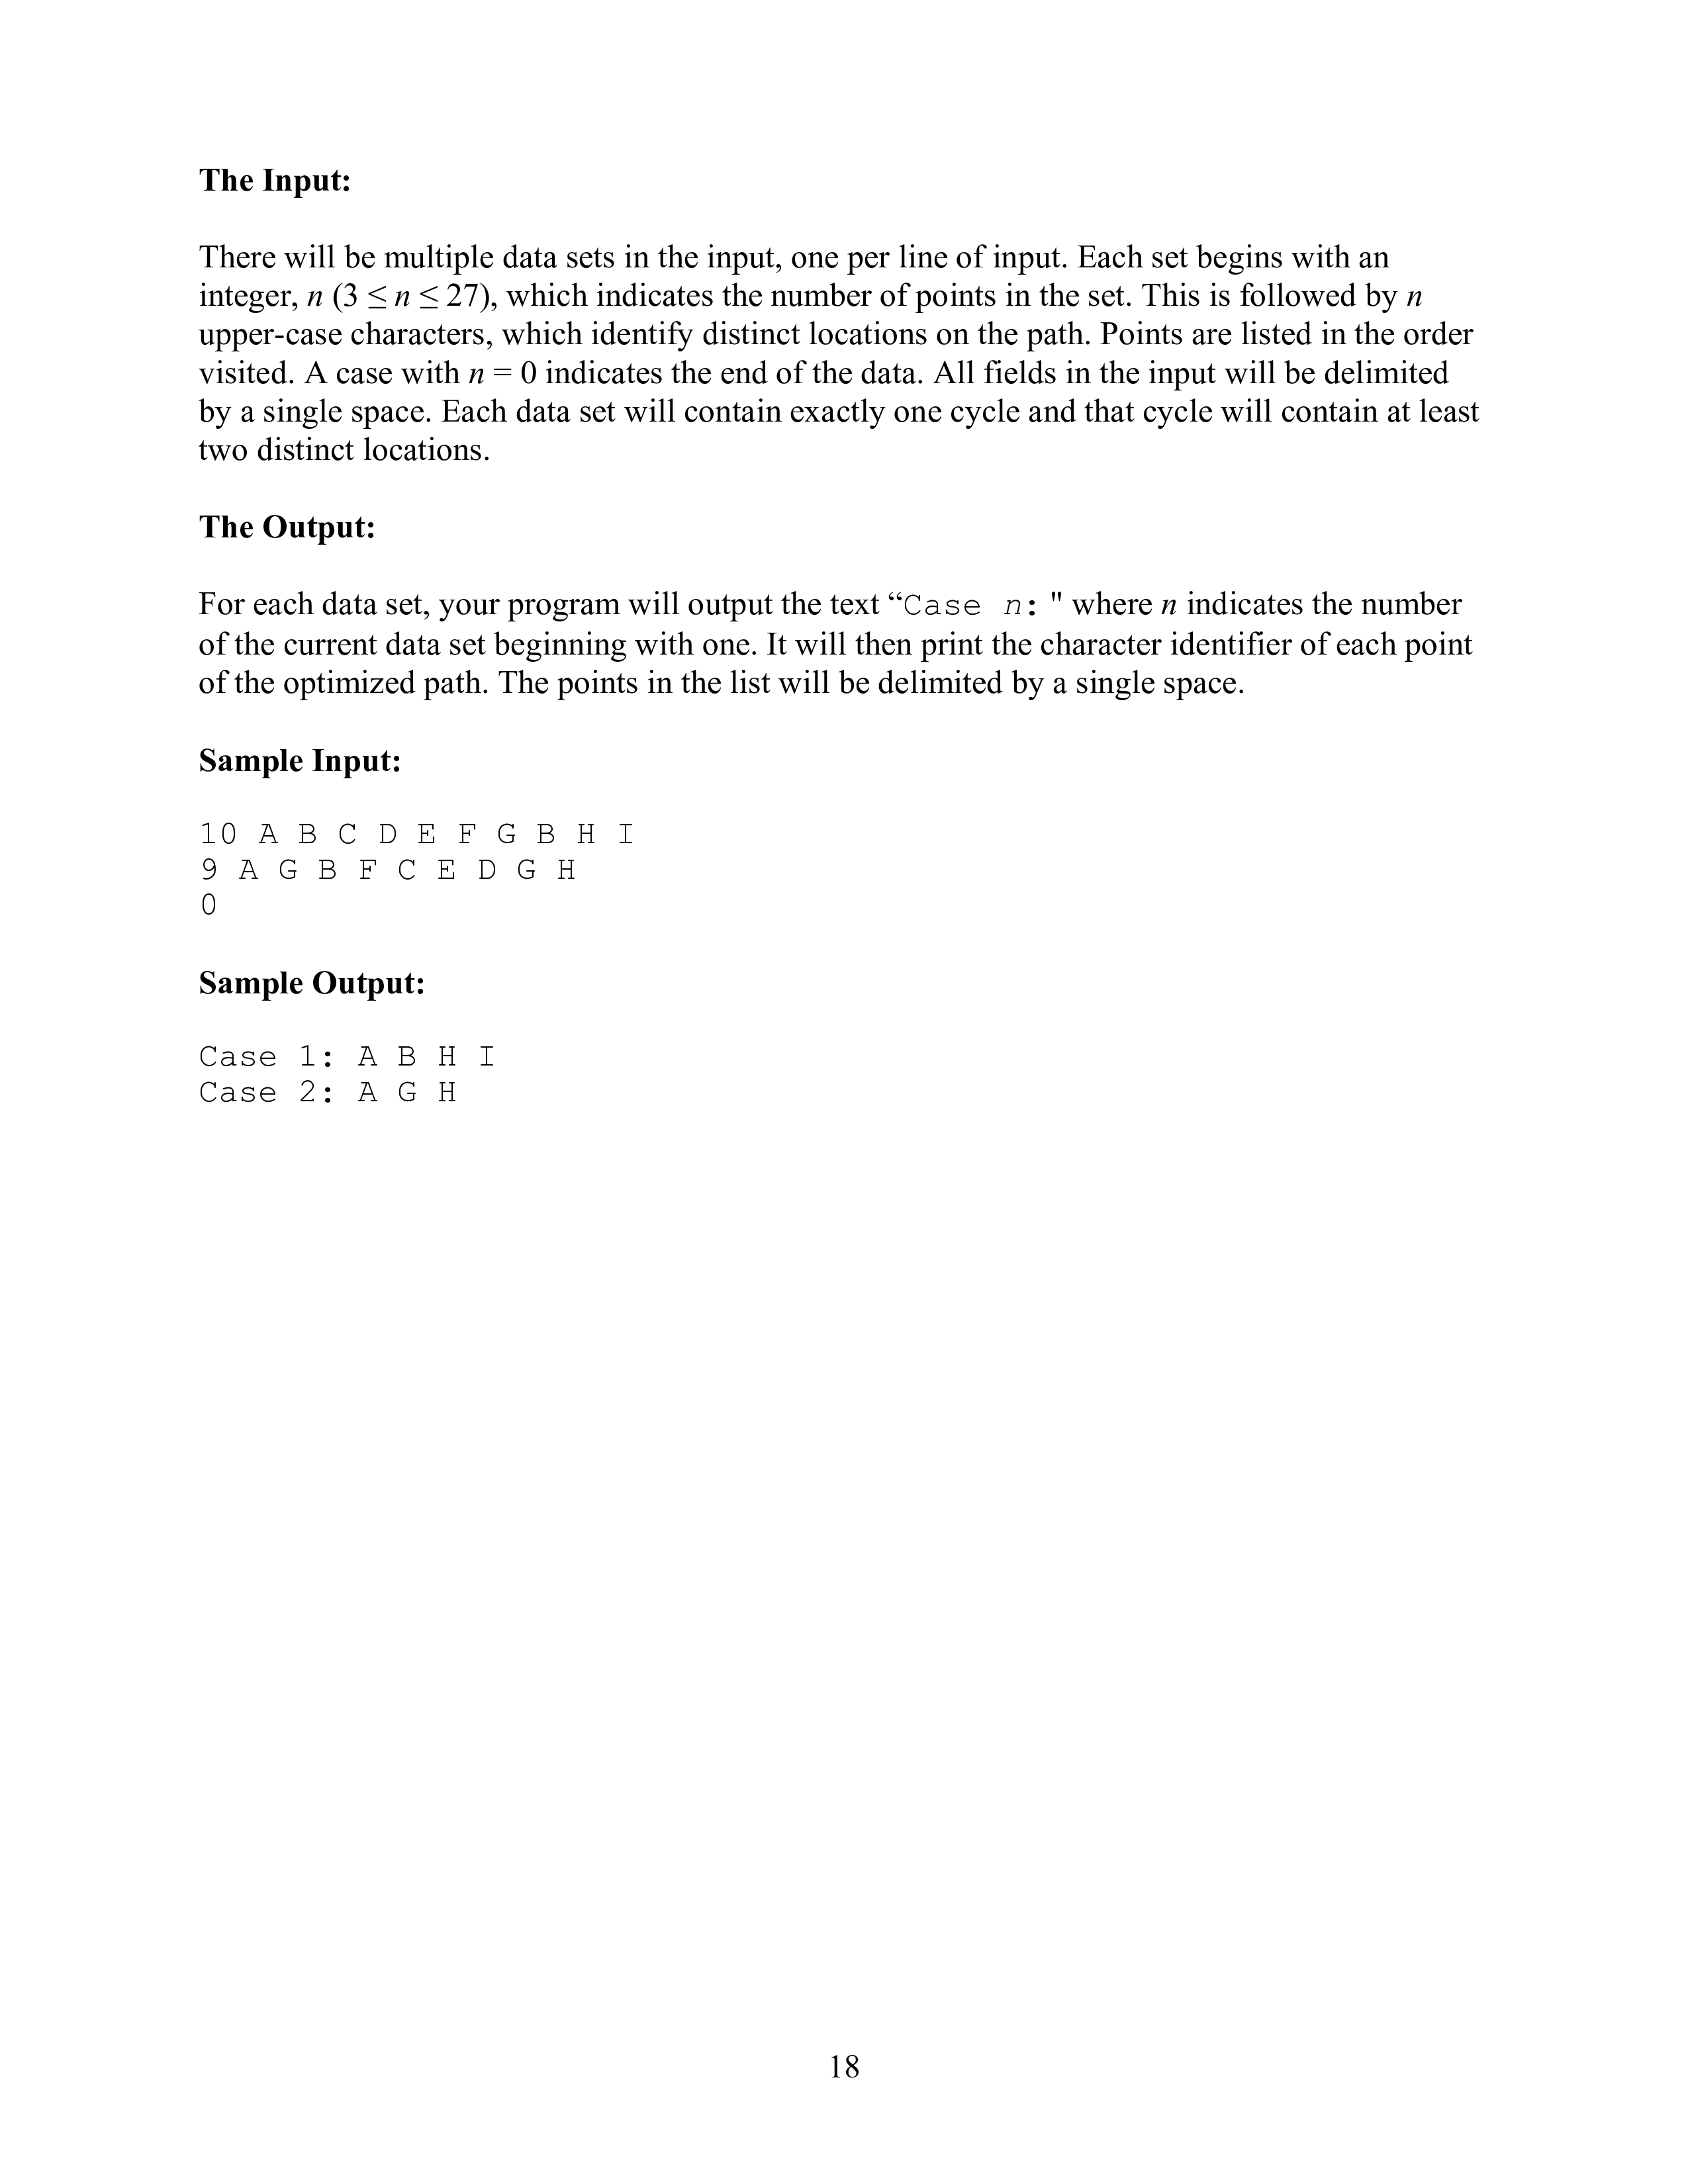 The Input:
There will be multiple data sets in the input, one per line of input. Each set begins with an
integer, n (3 ≤ n ≤ 27), which indicates the number of points in the set. This is followed by n
upper-case characters, which identify distinct locations on the path. Points are listed in the order
visited. A case with n = 0 indicates the end of the data. All fields in the input will be delimited
by a single space. Each data set will contain exactly one cycle and that cycle will contain at least
two distinct locations.
The Output:
For each data set, your program will output the text “Case n: " where n indicates the number
of the current data set beginning with one. It will then print the character identifier of each point
of the optimized path. The points in the list will be delimited by a single space.
Sample Input:
10 A B C D E F G B H I
9 A G B F C E D G H
0
Sample Output:
Case 1: A B H I
Case 2: A G H
18